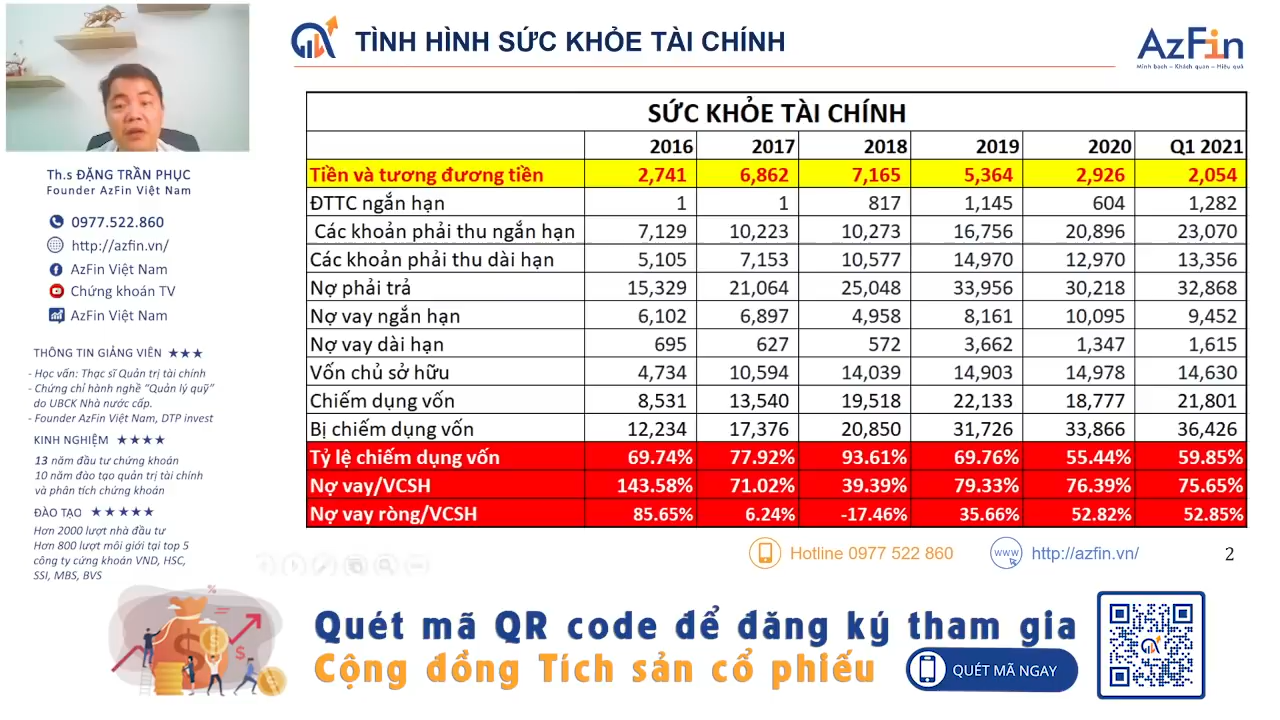 TÌNH HÌNH SỨC KHỎE TÀI CHÍNH
AzFin
Minh bạch – Khách quan – Hiệu quả
Th.s ĐẶNG TRẦN PHỤC
Founder AzFin Việt Nam
0977.522.860
http://azfin.vn/
AzFin Việt Nam
Chứng khoán TV
AzFin Việt Nam
THÔNG TIN GIẢNG VIÊN ★★★
- Học vấn: Thạc sĩ Quản trị tài chính
- Chứng chỉ hành nghề “Quản lý quỹ”
do UBCK Nhà nước cấp.
- Founder AzFin Việt Nam, DTP invest
KINH NGHIỆM ★★★★
13 năm đầu tư chứng khoán
10 năm đào tạo quản trị tài chính
và phân tích chứng khoán
ĐÀO TẠO ★★★★★
Hơn 2000 lượt nhà đầu tư
Hơn 800 lượt môi giới tại top 5
công ty cứng khoán VND, HSC,
SSI, MBS, BVS
SỨC KHỎE TÀI CHÍNH
2016 2017 2018 2019 2020 Q1 2021
Tiền và tương đương tiền 2,741 6,862 7,165 5,364 2,926 2,054
ĐTTC ngắn hạn 1 1 817 1,145 604 1,282
Các khoản phải thu ngắn hạn 7,129 10,223 10,273 16,756 20,896 23,070
Các khoản phải thu dài hạn 5,105 7,153 10,577 14,970 12,970 13,356
Nợ phải trả 15,329 21,064 25,048 33,956 30,218 32,868
Nợ vay ngắn hạn 6,102 6,897 4,958 8,161 10,095 9,452
Nợ vay dài hạn 695 627 572 3,662 1,347 1,615
Vốn chủ sở hữu 4,734 10,594 14,039 14,903 14,978 14,630
Chiếm dụng vốn 8,531 13,540 19,518 22,133 18,777 21,801
Bị chiếm dụng vốn 12,234 17,376 20,850 31,726 33,866 36,426
Tỷ lệ chiếm dụng vốn 69.74% 77.92% 93.61% 69.76% 55.44% 59.85%
Nợ vay/VCSH 143.58% 71.02% 39.39% 79.33% 76.39% 75.65%
Nợ vay ròng/VCSH 85.65% 6.24% -17.46% 35.66% 52.82% 52.85%
Hotline 0977 522 860
www
http://azfin.vn/
2
Quét mã QR code để đăng ký tham gia
Cộng đồng Tích sản cổ phiếu
QUÉT MÃ NGAY